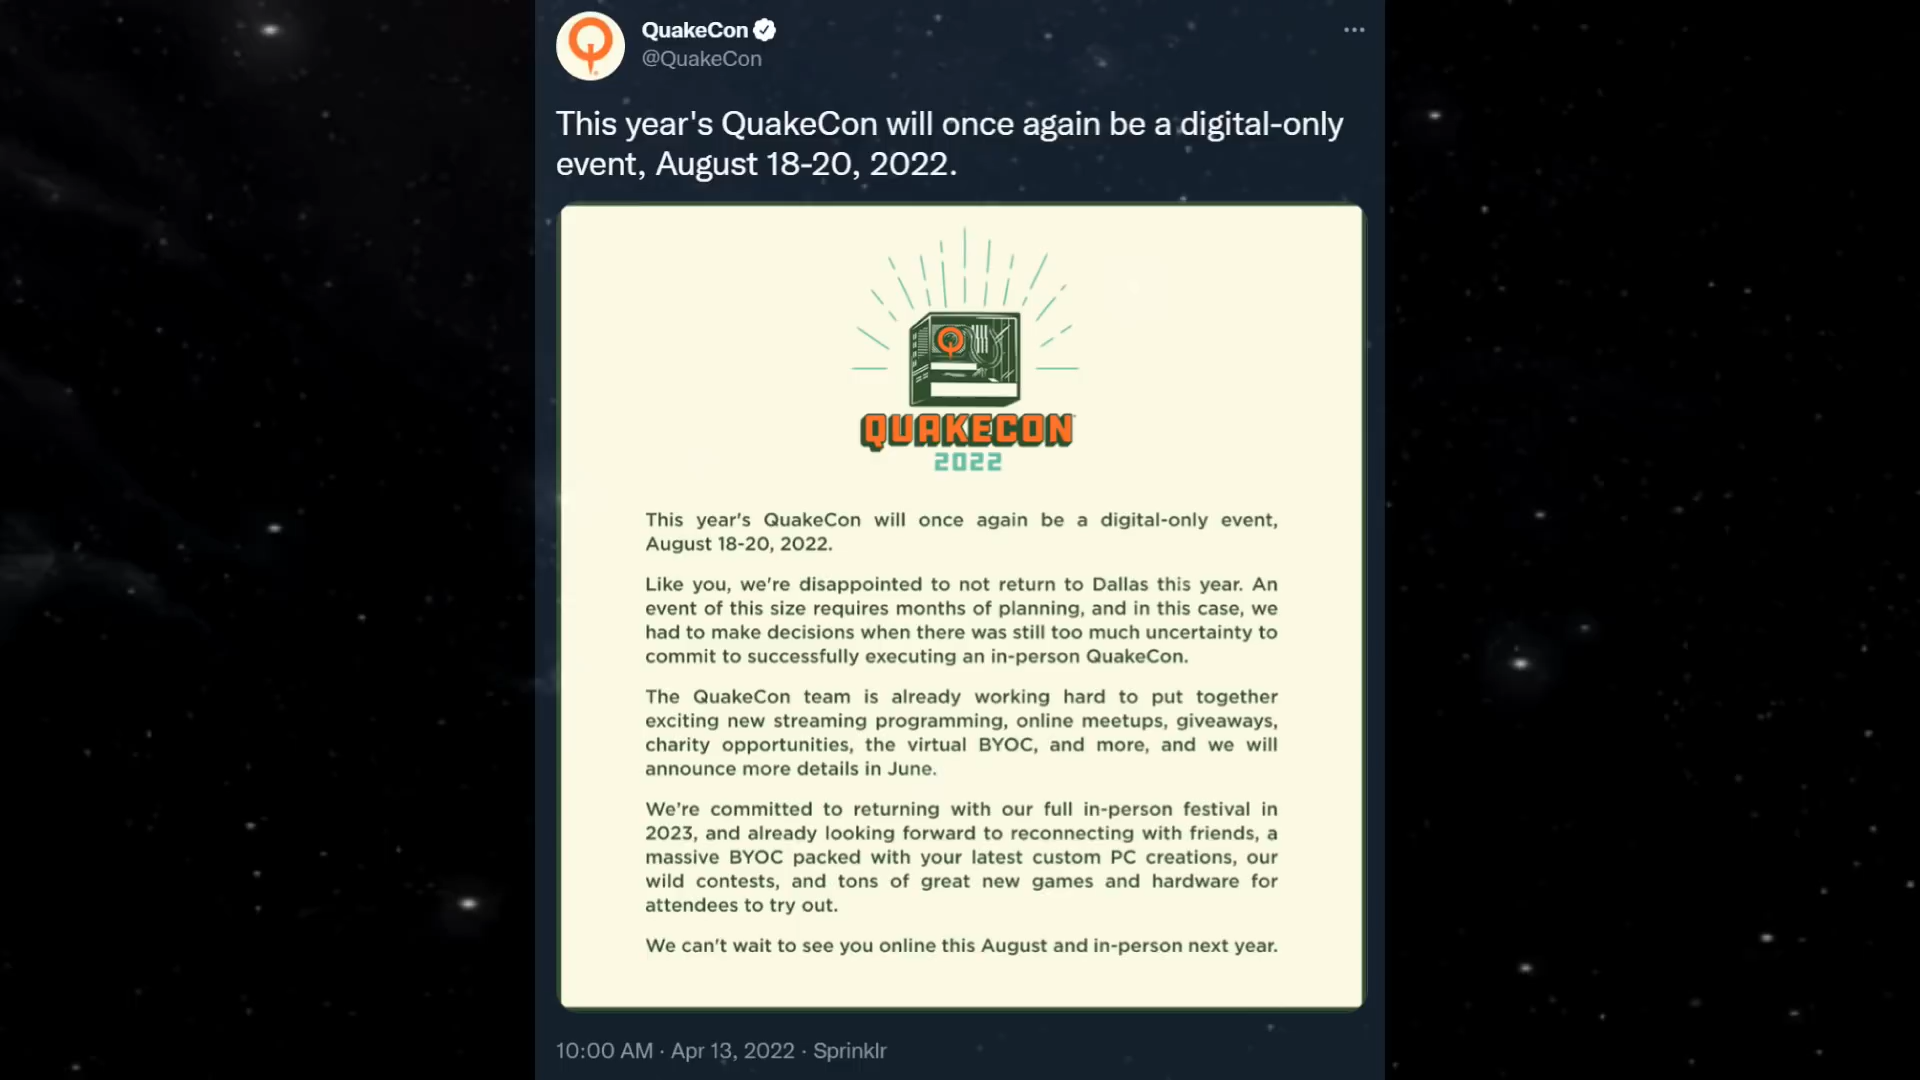 QuakeCon
@QuakeCon
This year's QuakeCon will once again be a digital-only
event, August 18-20, 2022.
QUAKECON
2022
This year's QuakeCon will once again be a digital-only event,
August 18-20, 2022.
Like you, we're disappointed to not return to Dallas this year. An
event of this size requires months of planning, and in this case, we
had to make decisions when there was still too much uncertainty to
commit to successfully executing an in-person QuakeCon.
The QuakeCon team is already working hard to put together
exciting new streaming programming, online meetups, giveaways,
charity opportunities, the virtual BYOC, and more, and we will
announce more details in June.
We're committed to returning with our full in-person festival in
2023, and already looking forward to reconnecting with friends, a
massive BYOC packed with your latest custom PC creations, our
wild contests, and tons of great new games and hardware for
attendees to try out.
We can't wait to see you online this August and in-person next year.
10:00 AM · Apr 13, 2022 · Sprinklr